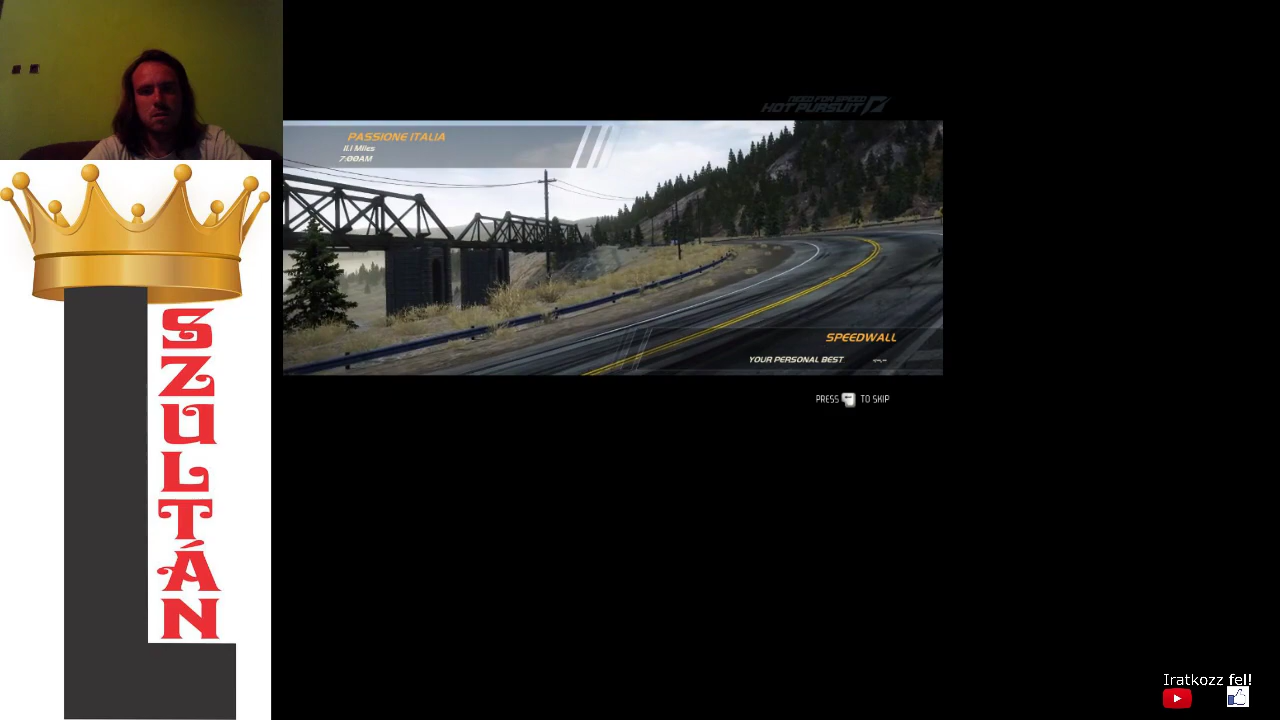 NEED FOR SPEED
HOT PURSUIT
PASSIONE ITALIA
11.1 Miles
7:00AM
SPEEDWALL
YOUR PERSONAL BEST --.--
PRESS TO SKIP
L
SZULTÁN
Iratkozz fel!